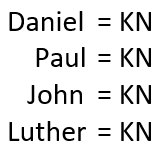 Daniel = KN
Paul = KN
John = KN
Luther = KN